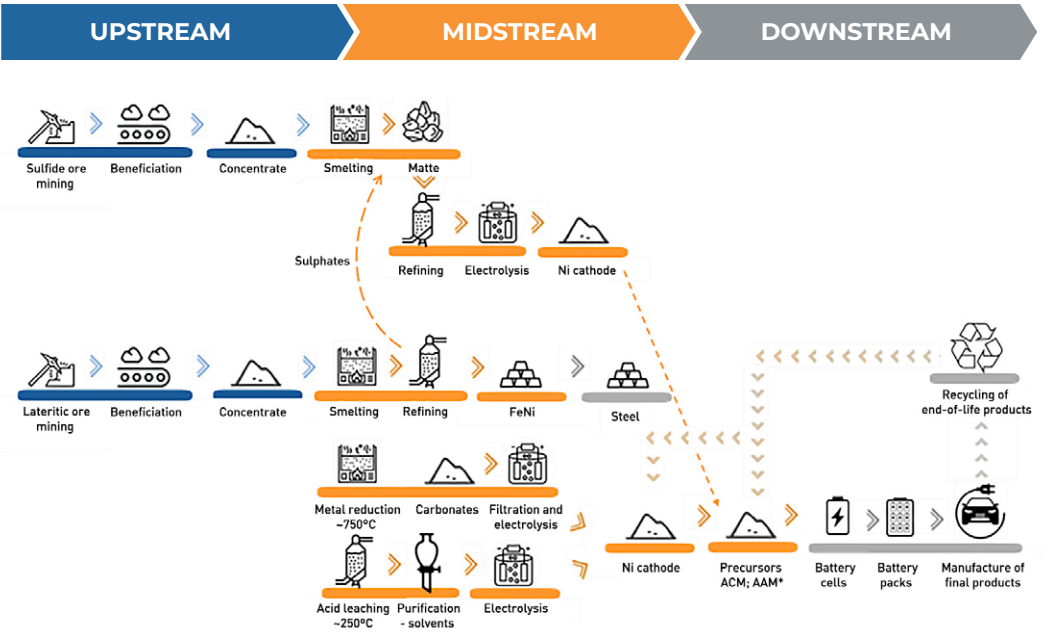 UPSTREAM
MIDSTREAM
DOWNSTREAM
Sulfide ore
mining
Beneficiation
Concentrate
Smelting
Matte
Sulphates
Refining
Electrolysis
Ni cathode
Lateritic ore
mining
Beneficiation
Concentrate
Smelting
Refining
FeNi
Steel
Recycling of
end-of-life products
Metal reduction
~750°C
Carbonates
Filtration and
electrolysis
Acid leaching
~250°C
Purification
- solvents
Electrolysis
Ni cathode
Precursors
ACM; AAM*
Battery
cells
Battery
packs
Manufacture of
final products